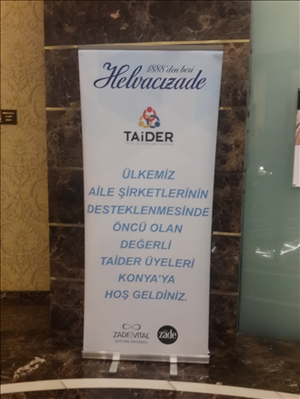 1888'den beri
Helvacızade
TAİDER
ÜLKEMİZ
AİLE ŞİRKETLERİNİN
DESTEKLENMESİNDE
ÖNCÜ OLAN
DEĞERLİ
TAİDER ÜYELERİ
KONYA'YA
HOŞ GELDİNİZ.
ZADE VITAL
zade